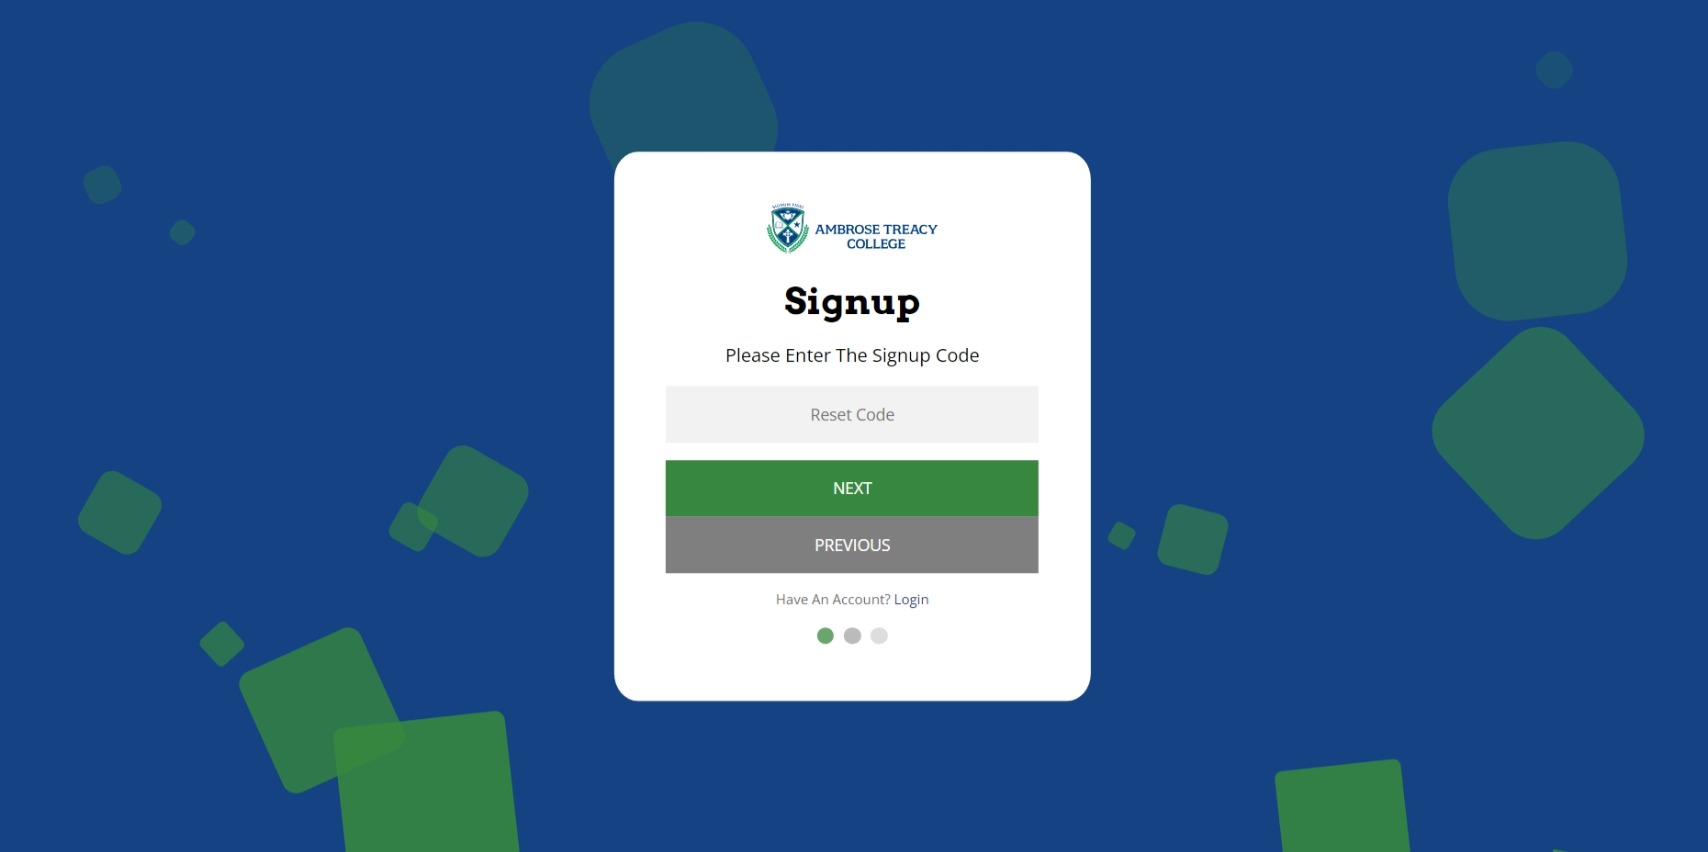 AMBROSE TREACY
COLLEGE
Signup
Please Enter The Signup Code
Reset Code
NEXT
PREVIOUS
Have An Account? Login